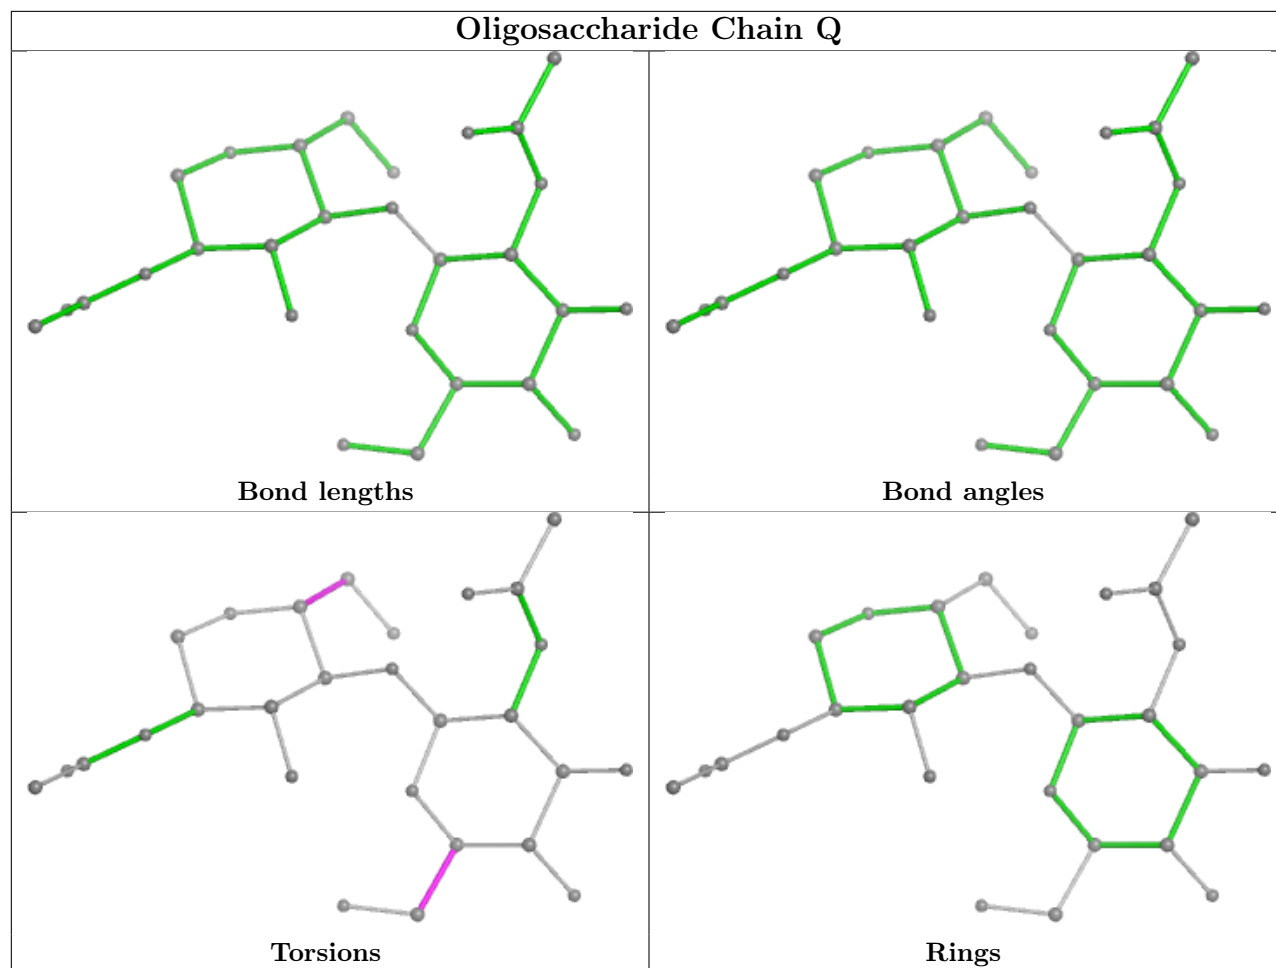 Oligosaccharide Chain Q
Bond lengths
Bond angles
Torsions
Rings